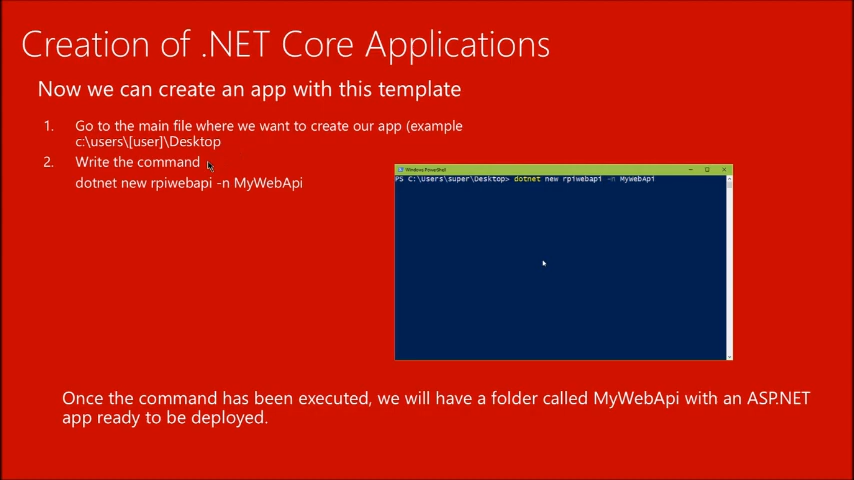 Creation of .NET Core Applications
Now we can create an app with this template
1. Go to the main file where we want to create our app (example
c:\users\[user]\Desktop
2. Write the command
dotnet new rpiwebapi -n MyWebApi
Windows PowerShell
PS C:\Users\super\Desktop> dotnet new rpiwebapi -n MyWebApi
Once the command has been executed, we will have a folder called MyWebApi with an ASP.NET
app ready to be deployed.